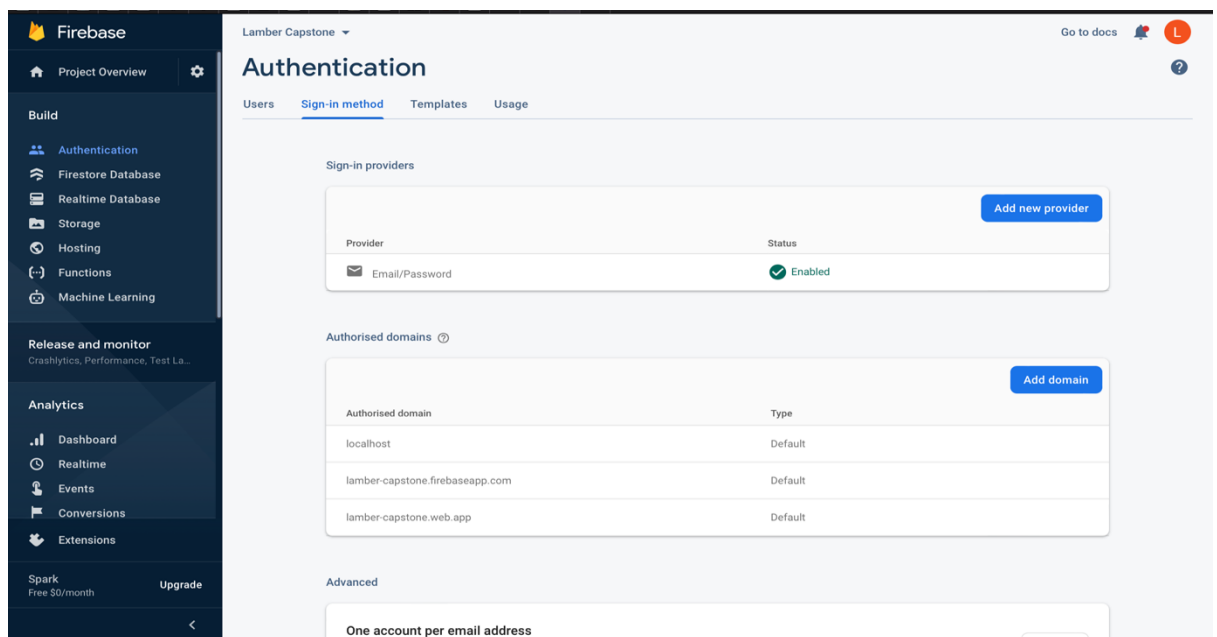 Firebase
Project Overview
Build
Authentication
Firestore Database
Realtime Database
Storage
Hosting
Functions
Machine Learning
Release and monitor
Crashlytics, Performance, Test La...
Analytics
Dashboard
Realtime
Events
Conversions
Extensions
Spark
Free $0/month
Upgrade
Lamber Capstone
Go to docs
L
Authentication
Users Sign-in method Templates Usage
Sign-in providers
Add new provider
Provider Status
Email/Password Enabled
Authorised domains
Add domain
Authorised domain Type
localhost Default
lamber-capstone.firebaseapp.com Default
lamber-capstone.web.app Default
Advanced
One account per email address